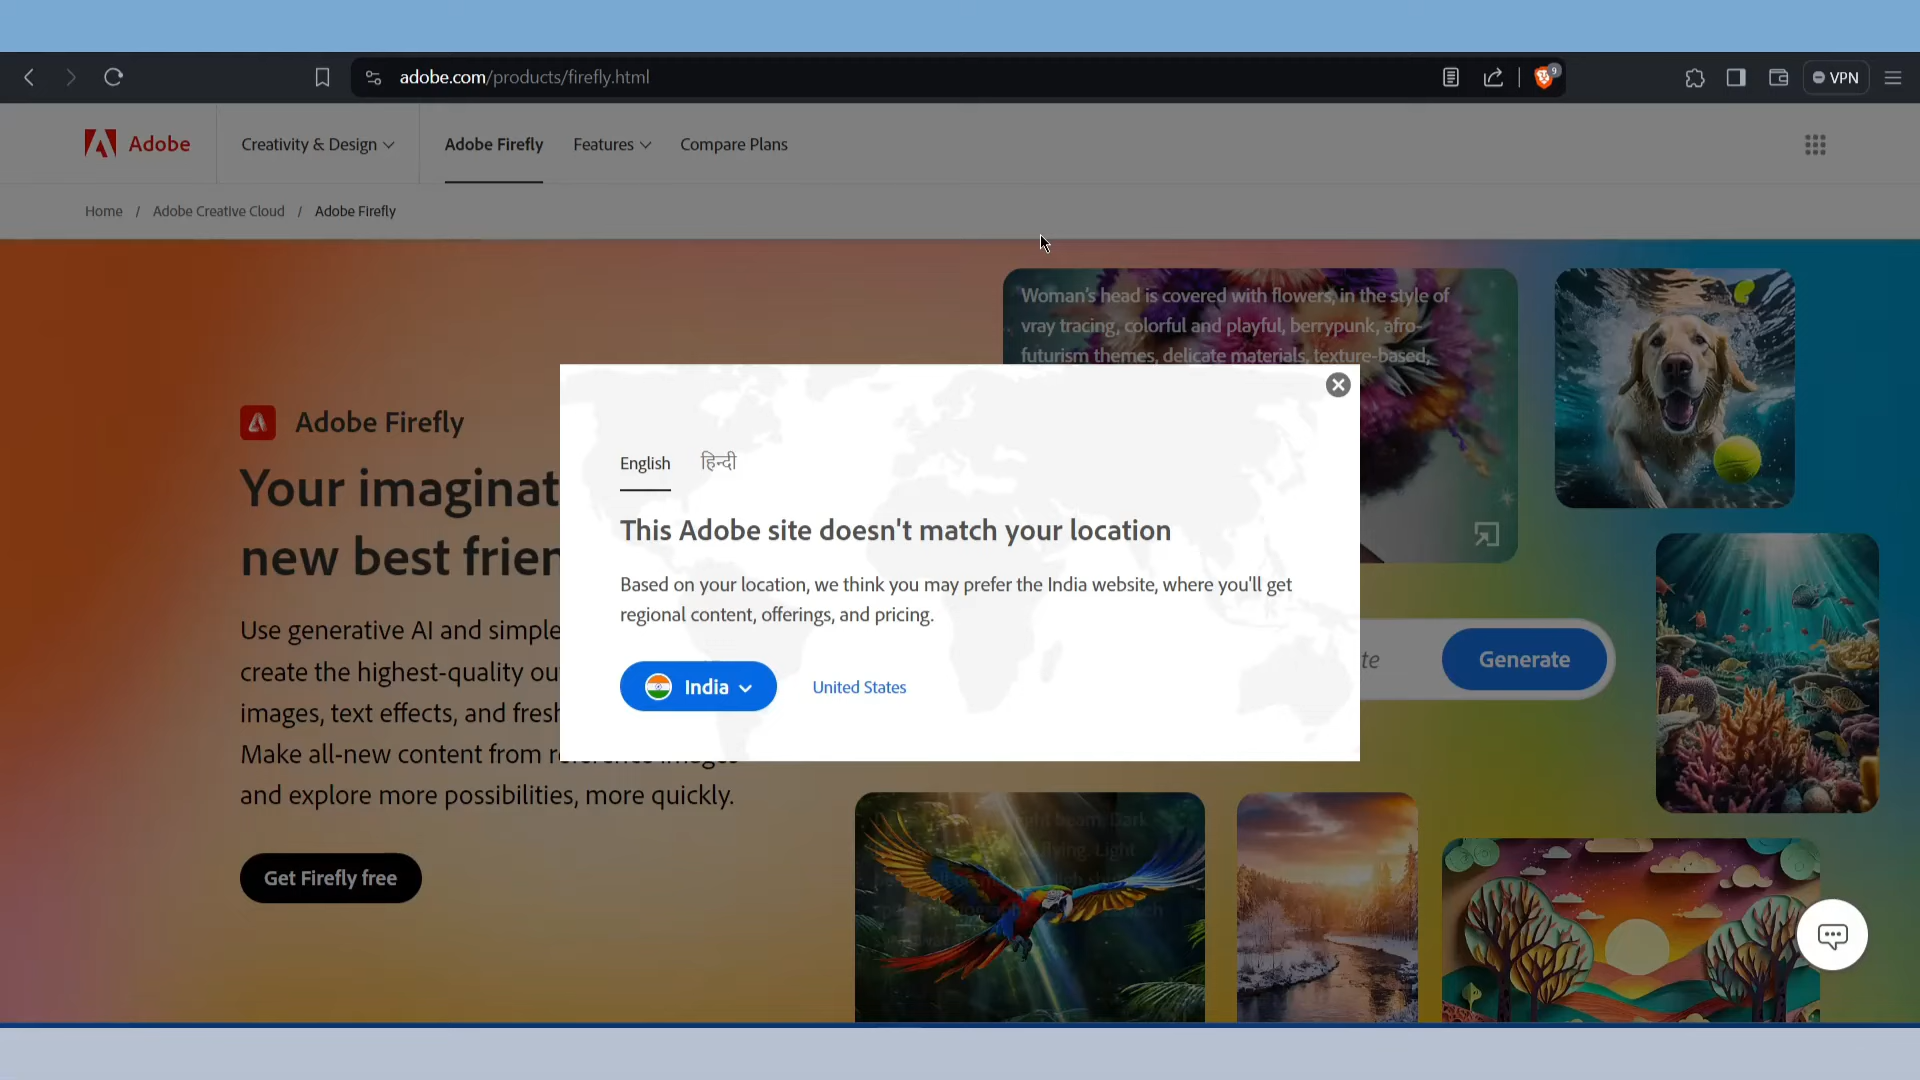 adobe.com/products/firefly.html
9
VPN
Adobe
Creativity & Design
Adobe Firefly
Features
Compare Plans
Home / Adobe Creative Cloud / Adobe Firefly
Woman's head is covered with flowers, in the style of
vray tracing, colorful and playful, berrypunk, afro-
futurism themes, delicate materials, texture-based,
Adobe Firefly
Your imaginat
new best frien
Use generative AI and simple
create the highest-quality ou
images, text effects, and fresh
Make all-new content from reference images
and explore more possibilities, more quickly.
Get Firefly free
English
हिन्दी
This Adobe site doesn't match your location
Based on your location, we think you may prefer the India website, where you'll get
regional content, offerings, and pricing.
India
United States
te
Generate